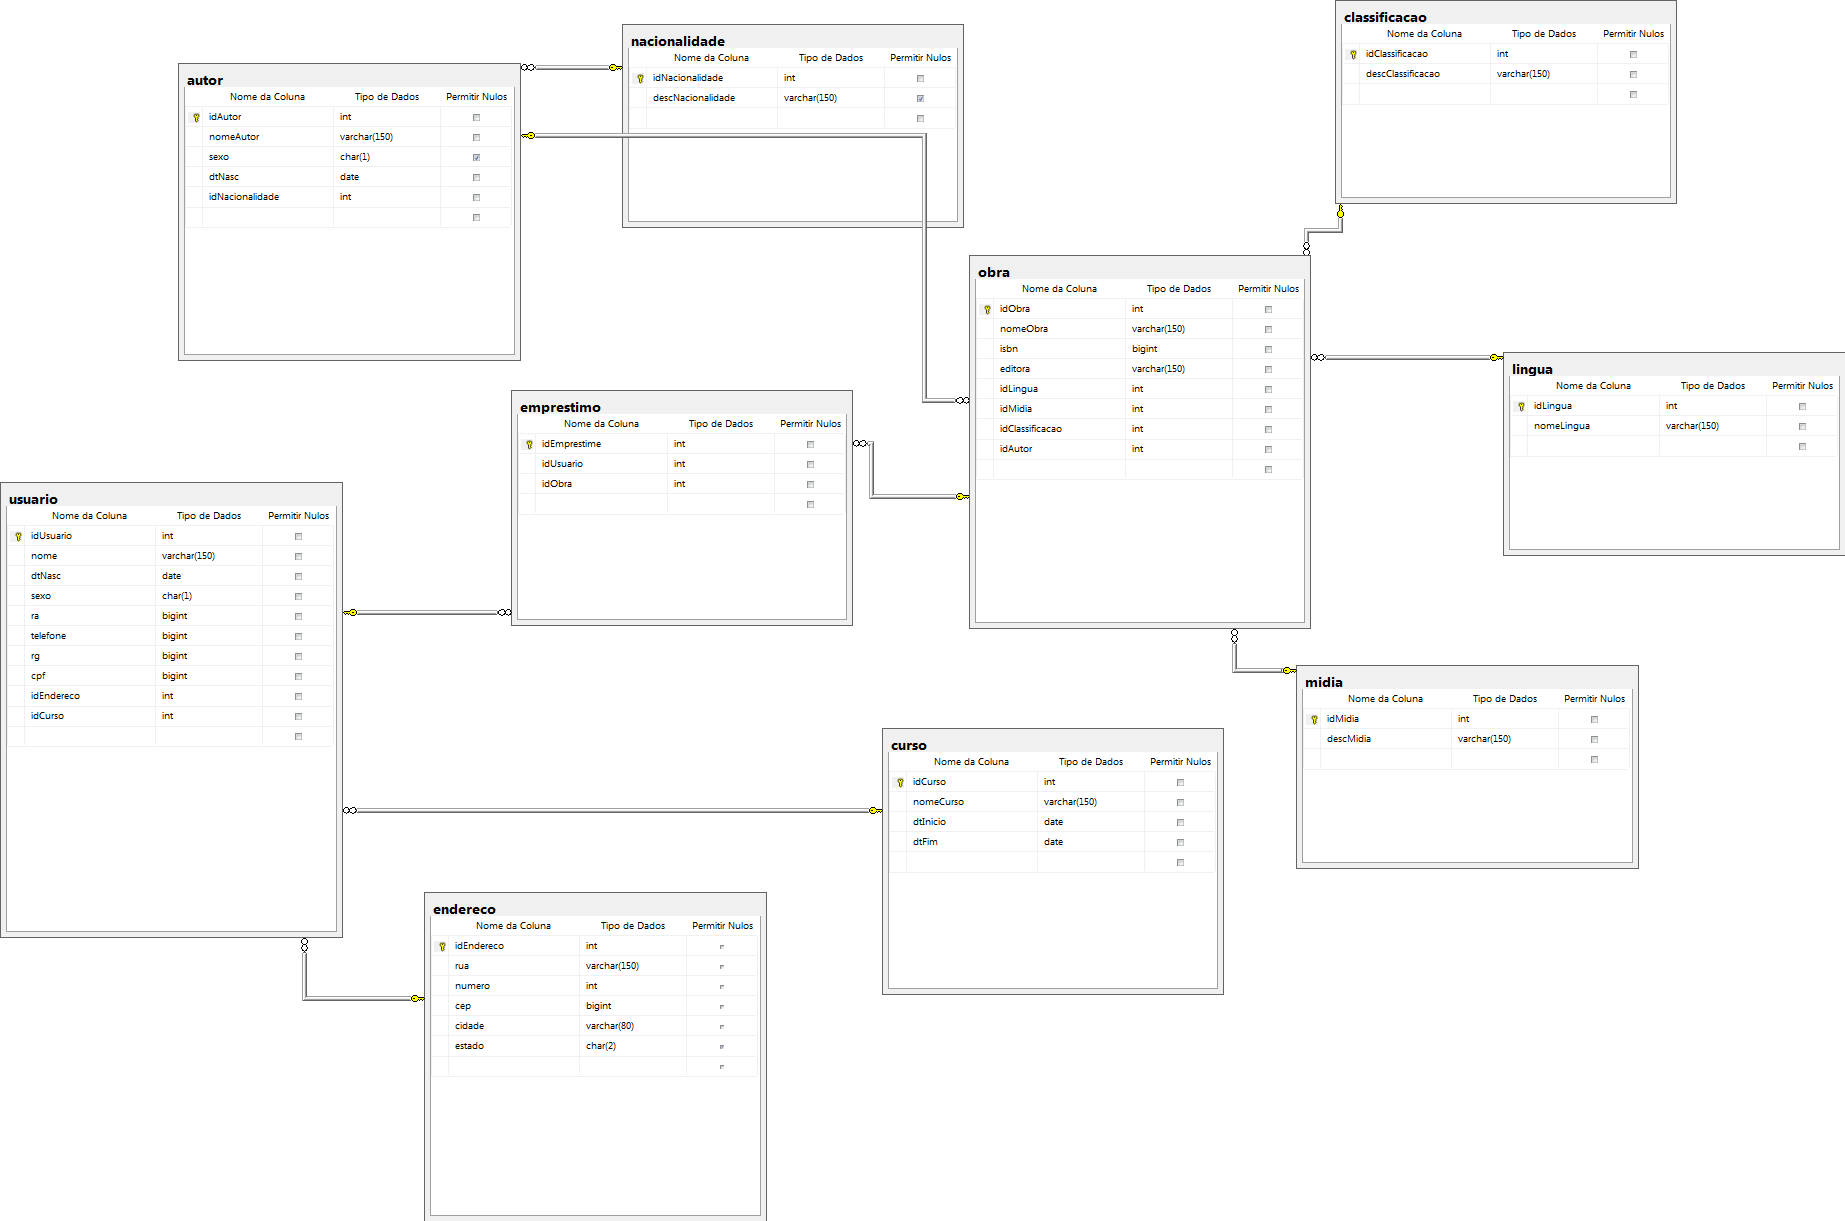 autor
Nome da Coluna Tipo de Dados Permitir Nulos
idAutor int
nomeAutor varchar(150)
sexo char(1)
dtNasc date
idNacionalidade int
nacionalidade
Nome da Coluna Tipo de Dados Permitir Nulos
idNacionalidade int
descNacionalidade varchar(150)
classificacao
Nome da Coluna Tipo de Dados Permitir Nulos
idClassificacao int
descClassificacao varchar(150)
obra
Nome da Coluna Tipo de Dados Permitir Nulos
idObra int
nomeObra varchar(150)
isbn bigint
editora varchar(150)
idLingua int
idMidia int
idClassificacao int
idAutor int
lingua
Nome da Coluna Tipo de Dados Permitir Nulos
idLingua int
nomeLingua varchar(150)
emprestimo
Nome da Coluna Tipo de Dados Permitir Nulos
idEmprestime int
idUsuario int
idObra int
usuario
Nome da Coluna Tipo de Dados Permitir Nulos
idUsuario int
nome varchar(150)
dtNasc date
sexo char(1)
ra bigint
telefone bigint
rg bigint
cpf bigint
idEndereco int
idCurso int
midia
Nome da Coluna Tipo de Dados Permitir Nulos
idMidia int
descMidia varchar(150)
curso
Nome da Coluna Tipo de Dados Permitir Nulos
idCurso int
nomeCurso varchar(150)
dtInicio date
dtFim date
endereco
Nome da Coluna Tipo de Dados Permitir Nulos
idEndereco int
rua varchar(150)
numero int
cep bigint
cidade varchar(80)
estado char(2)